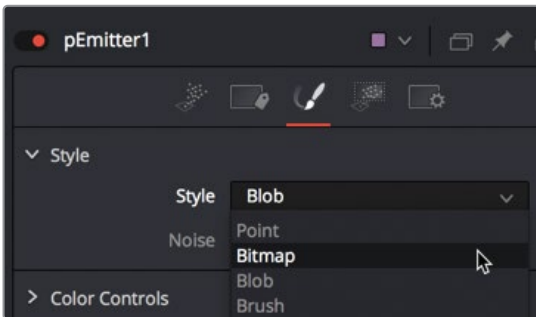 pEmitter1
Style
Style Blob
Noise
Point
Bitmap
Blob
Color Controls
Brush